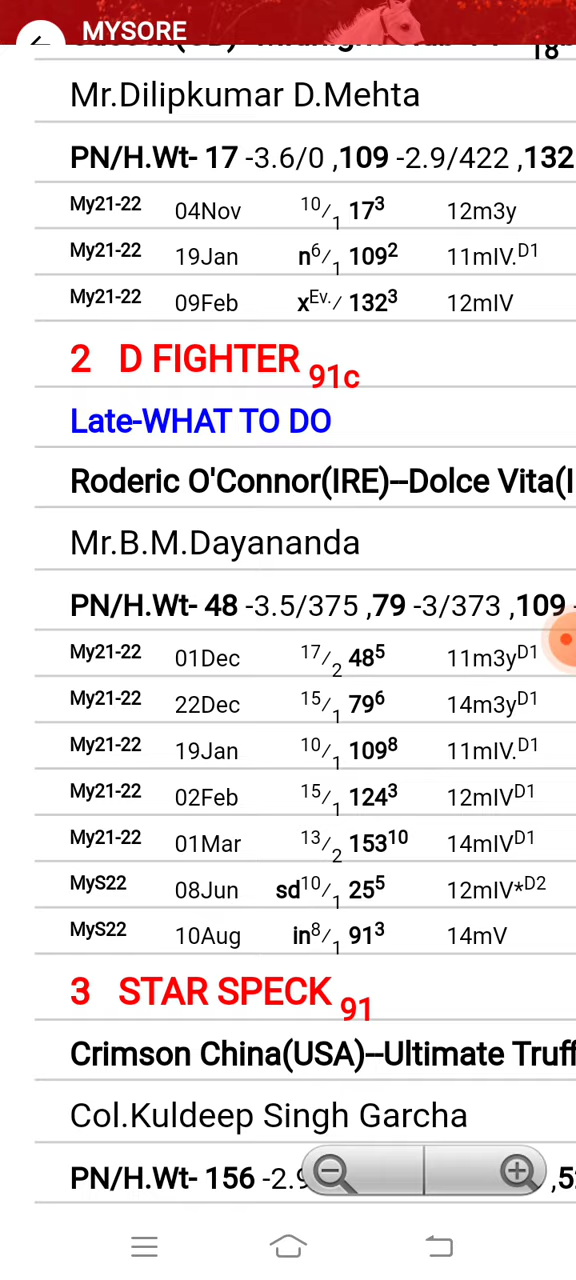 MYSORE
18
Mr.Dilipkumar D.Mehta
PN/H.Wt- 17 -3.6/0 ,109 -2.9/422 ,132
My21-22 04Nov 10/1 17³ 12m3y
My21-22 19Jan n6/1 109² 11mIV.D1
My21-22 09Feb xEv./ 132³ 12mIV
2 D FIGHTER 91c
Late-WHAT TO DO
Roderic O'Connor(IRE)--Dolce Vita(I
Mr.B.M.Dayananda
PN/H.Wt- 48 -3.5/375 ,79 -3/373 ,109
My21-22 01Dec 17/2 48⁵ 11m3yD1
My21-22 22Dec 15/1 79⁶ 14m3yD1
My21-22 19Jan 10/1 109⁸ 11mIV.D1
My21-22 02Feb 15/1 124³ 12mIVD1
My21-22 01Mar 13/2 153¹⁰ 14mIVD1
MyS22 08Jun sd10/1 25⁵ 12mIV*D2
MyS22 10Aug in8/1 91³ 14mV
3 STAR SPECK 91
Crimson China(USA)--Ultimate Truff
Col.Kuldeep Singh Garcha
PN/H.Wt- 156 -2.9 ,5